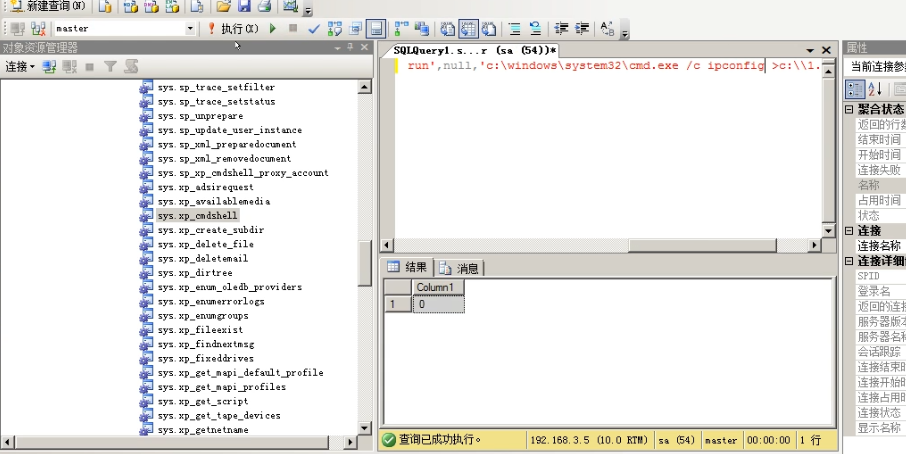 新建查询(N)
master
执行(X)
对象资源管理器
连接
sys.sp_trace_setfilter
sys.sp_trace_setstatus
sys.sp_unprepare
sys.sp_update_user_instance
sys.sp_xml_preparedocument
sys.sp_xml_removedocument
sys.sp_xp_cmdshell_proxy_account
sys.xp_adsirequest
sys.xp_availablemedia
sys.xp_cmdshell
sys.xp_create_subdir
sys.xp_delete_file
sys.xp_deletemail
sys.xp_dirtree
sys.xp_enum_oledb_providers
sys.xp_enumerrorlogs
sys.xp_enumgroups
sys.xp_fileexist
sys.xp_findnextmsg
sys.xp_fixeddrives
sys.xp_get_mapi_default_profile
sys.xp_get_mapi_profiles
sys.xp_get_script
sys.xp_get_tape_devices
sys.xp_getnetname
SQLQuery1.s...r (sa (54))*
run',null,'c:\windows\system32\cmd.exe /c ipconfig >c:\\1.
结果 消息
Column1
1 0
查询已成功执行。 192.168.3.5 (10.0 RTM) sa (54) master 00:00:00 1 行
属性
当前连接参
聚合状态
返回的行
结束时间
开始时间
连接失败
名称
占用时间
状态
连接
连接名称
连接详细
SPID
登录名
返回的连
服务器版
服务器名
会话跟踪
连接结束
连接开始
连接占用
连接状态
显示名称